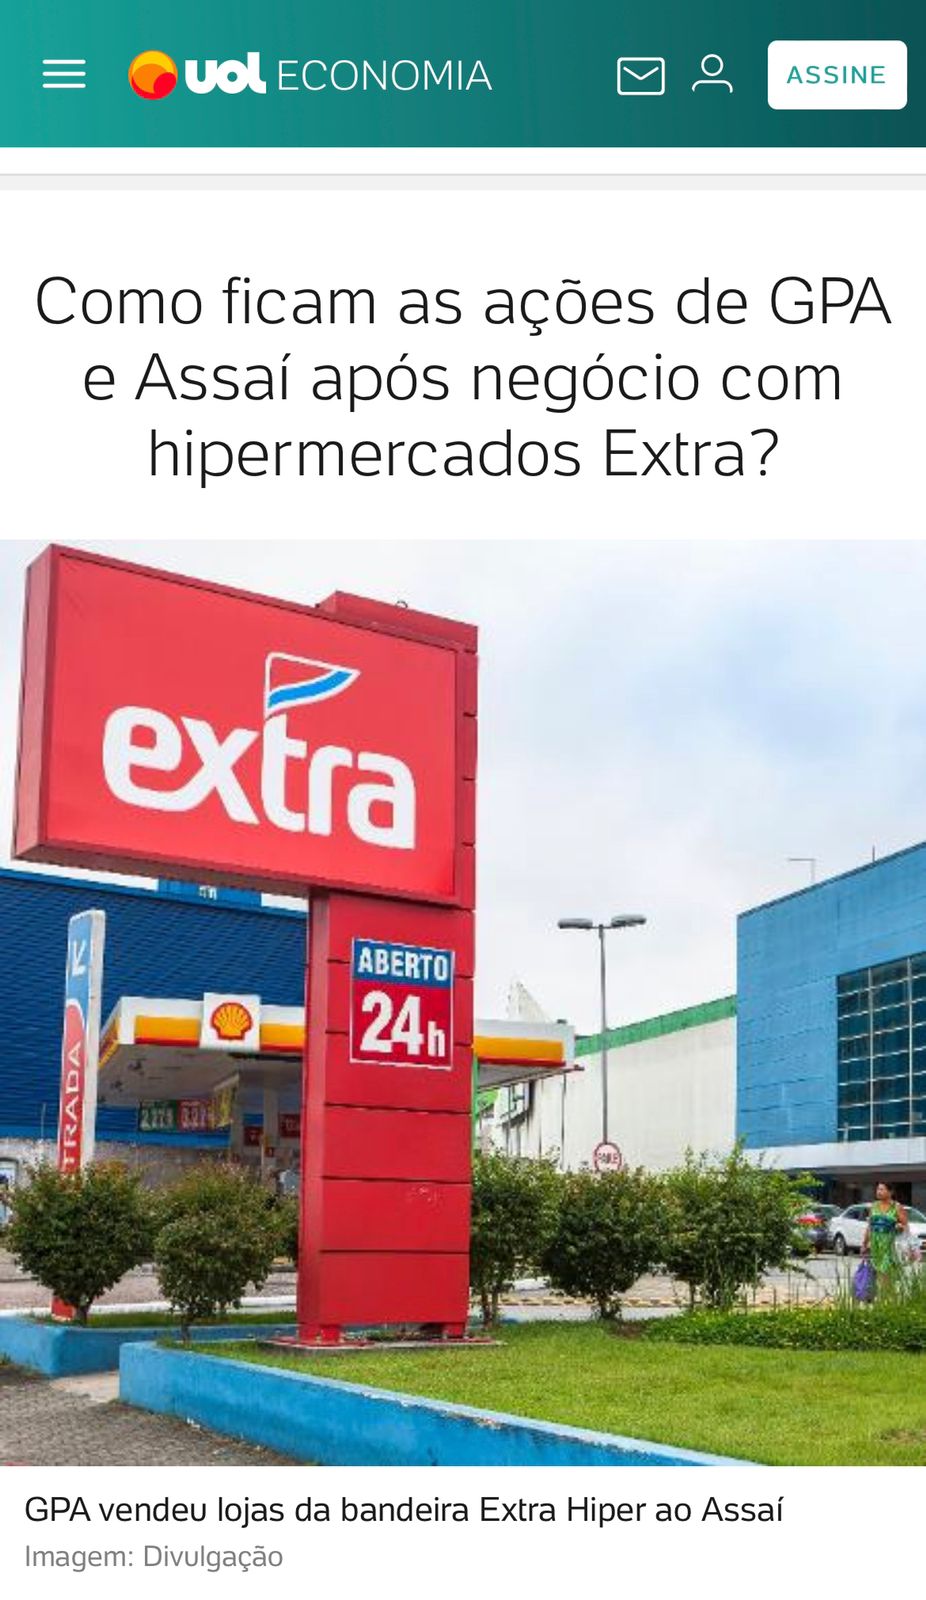 uol ECONOMIA
ASSINE
Como ficam as ações de GPA
e Assaí após negócio com
hipermercados Extra?
extra
ABERTO
24h
TRADA
PARE
GPA vendeu lojas da bandeira Extra Hiper ao Assaí
Imagem: Divulgação